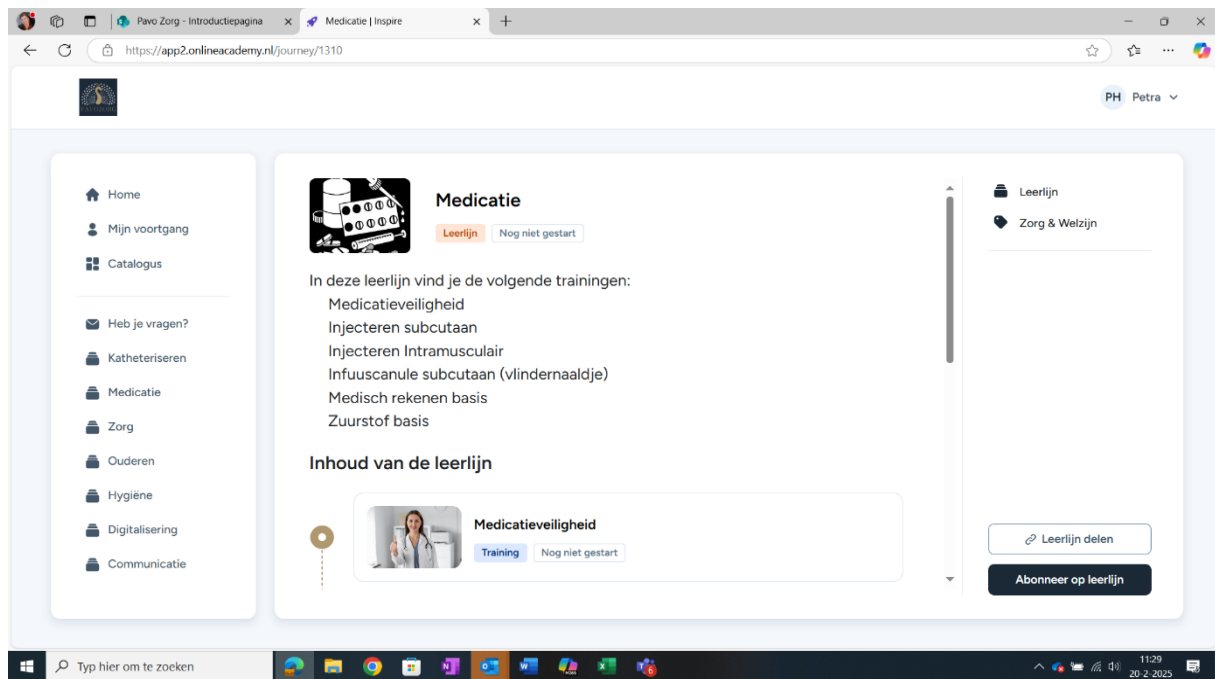 Pavo Zorg - Introductiepagina
Medicatie | Inspire
https://app2.onlineacademy.nl/journey/1310
PH Petra
Home
Mijn voortgang
Catalogus
Heb je vragen?
Katheteriseren
Medicatie
Zorg
Ouderen
Hygiëne
Digitalisering
Communicatie
Medicatie
Leerlijn Nog niet gestart
In deze leerlijn vind je de volgende trainingen:
Medicatieveiligheid
Injecteren subcutaan
Injecteren Intramusculair
Infuuscanule subcutaan (vlindernaaldje)
Medisch rekenen basis
Zuurstof basis
Inhoud van de leerlijn
Medicatieveiligheid
Training Nog niet gestart
Leerlijn
Zorg & Welzijn
Leerlijn delen
Abonneer op leerlijn
Typ hier om te zoeken
11:29
20-2-2025